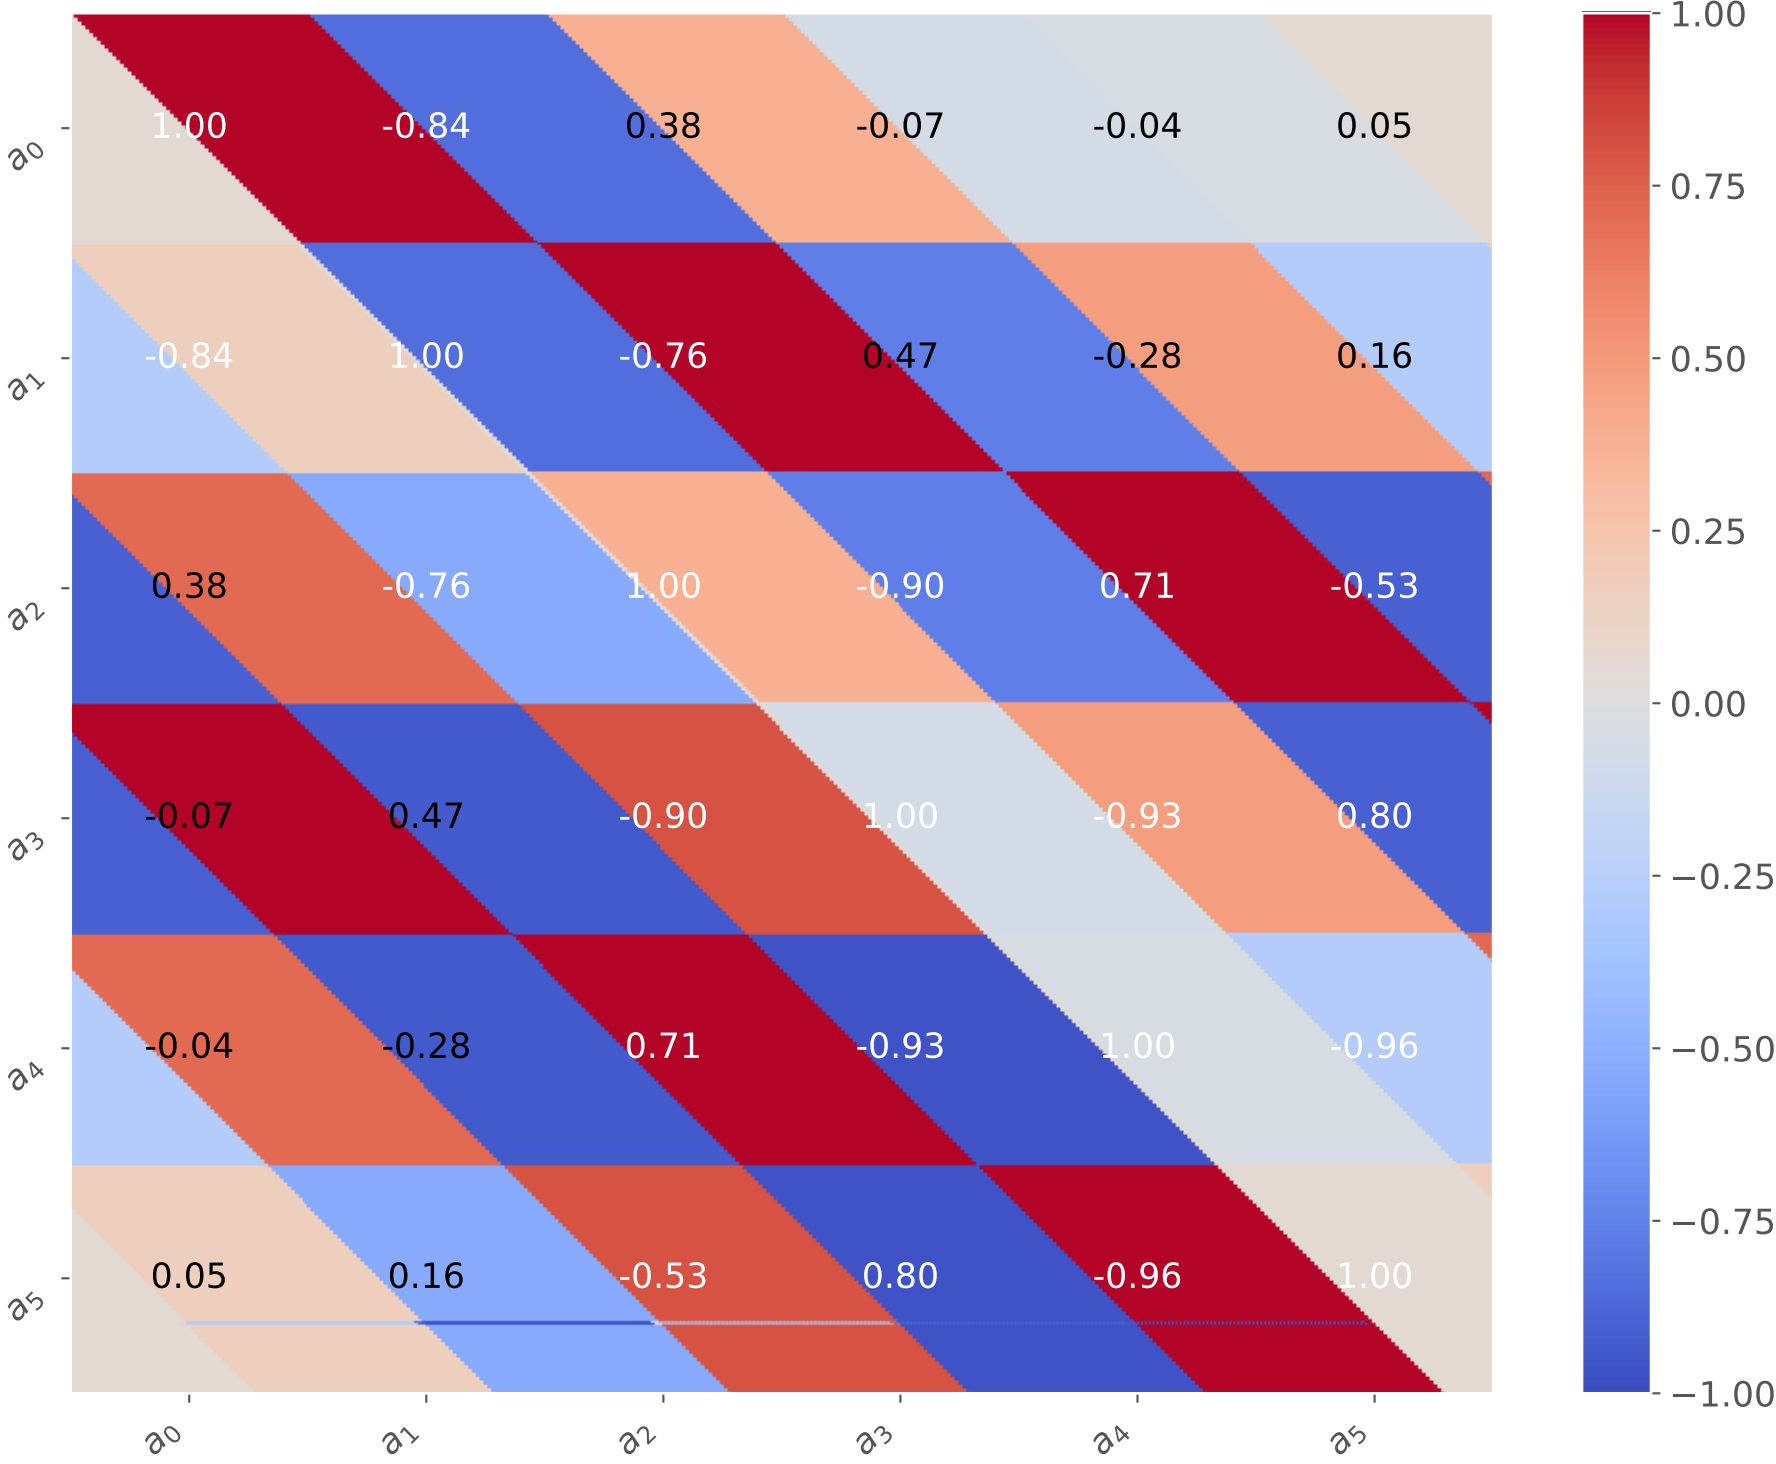 1.00
a0 1.00 -0.84 0.38 -0.07 -0.04 0.05
0.75
a1 -0.84 1.00 -0.76 0.47 -0.28 0.16
0.50
0.25
a2 0.38 -0.76 1.00 -0.90 0.71 -0.53
0.00
a3 -0.07 0.47 -0.90 1.00 -0.93 0.80
−0.25
a4 -0.04 -0.28 0.71 -0.93 1.00 -0.96
−0.50
−0.75
a5 0.05 0.16 -0.53 0.80 -0.96 1.00
−1.00
a0 a1 a2 a3 a4 a5